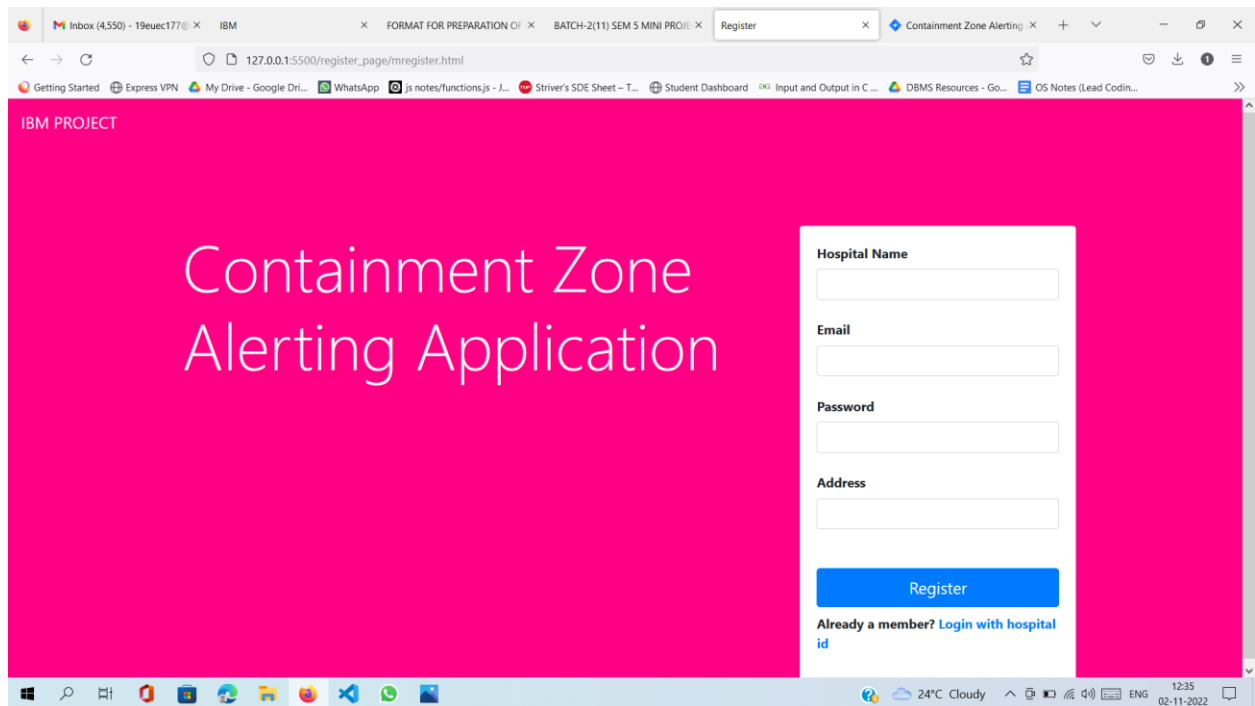 Inbox (4,550) - 19euec177@
IBM
FORMAT FOR PREPARATION OF
BATCH-2(11) SEM 5 MINI PROJE
Register
Containment Zone Alerting
127.0.0.1:5500/register_page/mregister.html
1
Getting Started
Express VPN
My Drive - Google Dri...
WhatsApp
js notes/functions.js - J...
Striver's SDE Sheet – T...
Student Dashboard
Input and Output in C ...
DBMS Resources - Go...
OS Notes (Lead Codin...
IBM PROJECT
Containment Zone
Alerting Application
Hospital Name
Email
Password
Address
Register
Already a member? Login with hospital
id
24°C Cloudy
ENG
12:35
02-11-2022